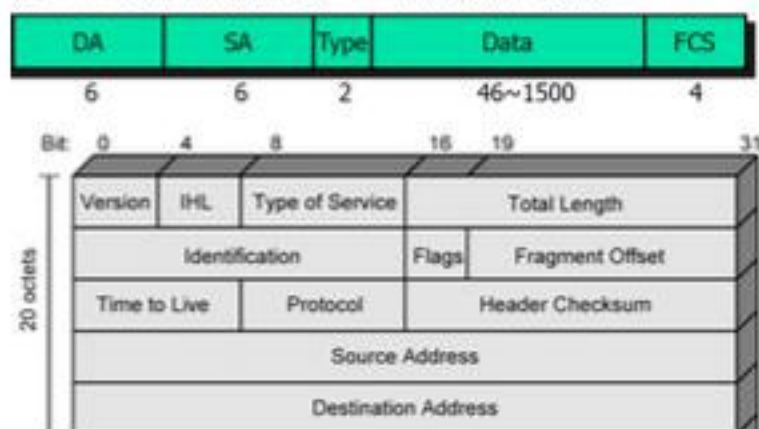 DA SA Type Data FCS
6 6 2 46~1500 4
Bit: 0 4 8 16 19 31
Version IHL Type of Service Total Length
Identification Flags Fragment Offset
Time to Live Protocol Header Checksum
Source Address
Destination Address
20 octets